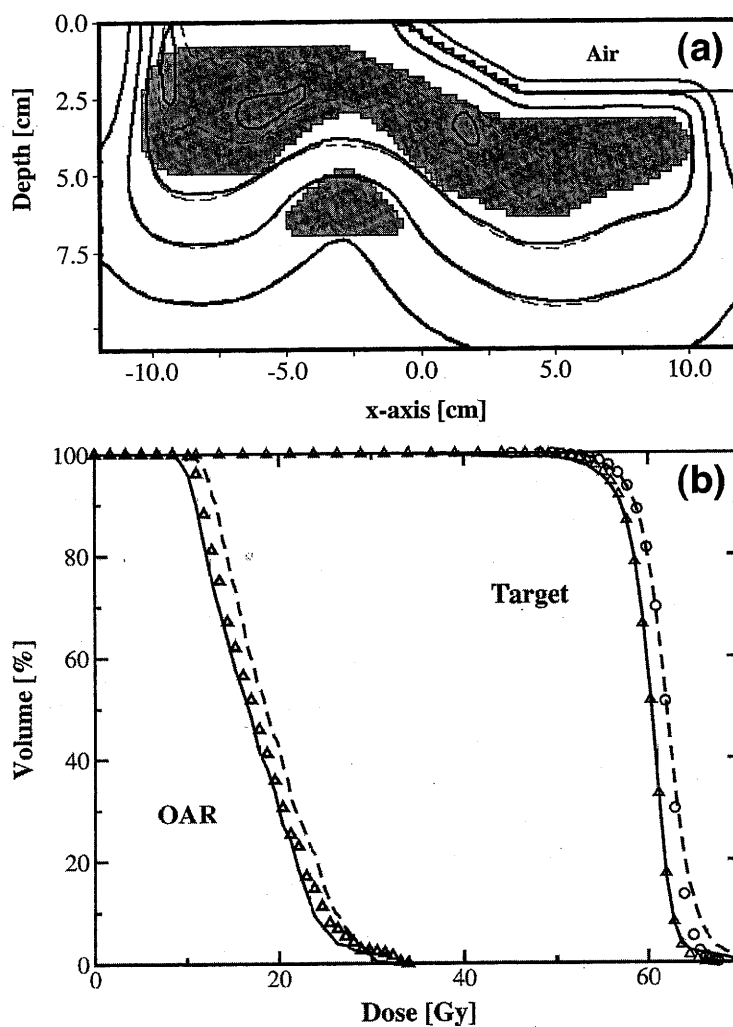 0.0
2.5
5.0
7.5
Depth [cm]
(a)
Air
-10.0 -5.0 0.0 5.0 10.0
x-axis [cm]
100
80
60
40
20
0
Volume [%]
(b)
Target
OAR
0 20 40 60
Dose [Gy]